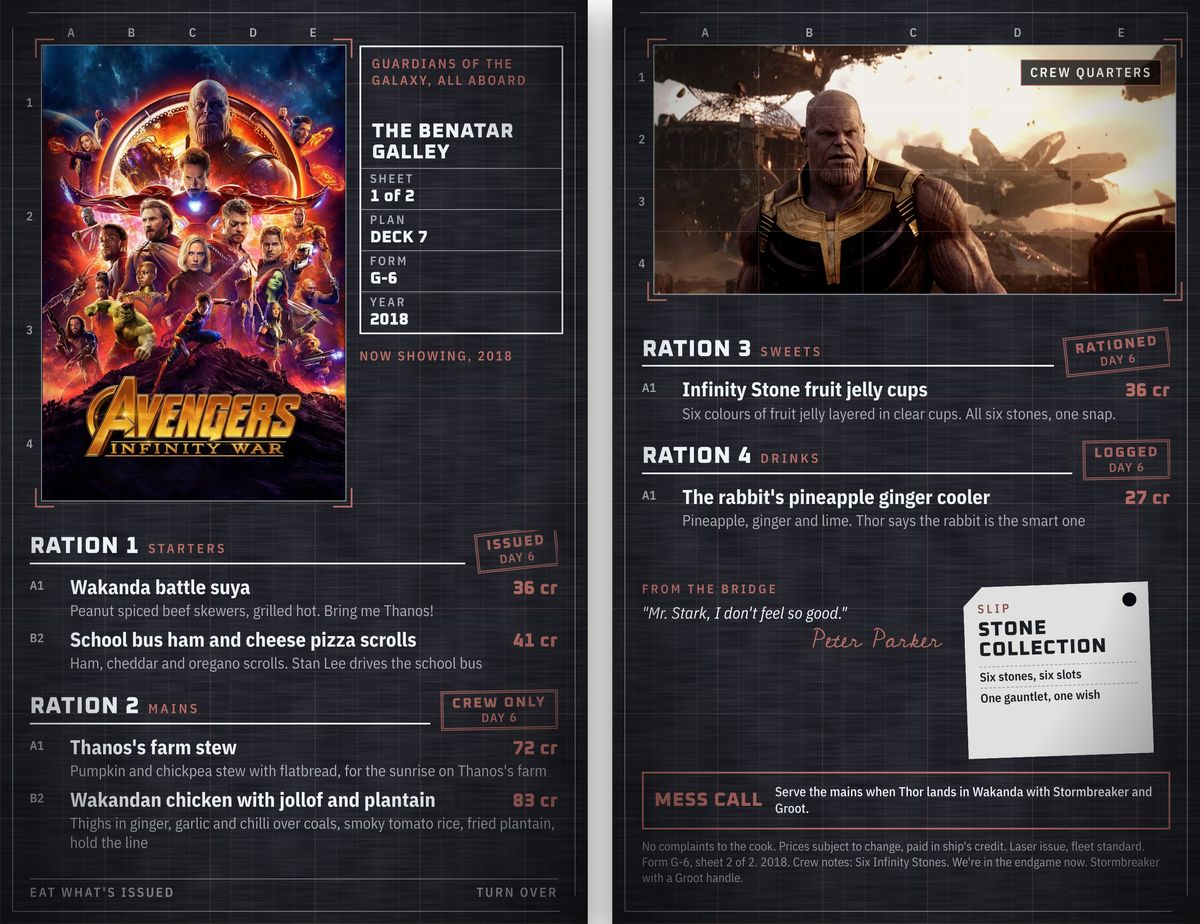 A B C D E
1
2
3
4
AVENGERS
INFINITY WAR
GUARDIANS OF THE
GALAXY, ALL ABOARD
THE BENATAR
GALLEY
SHEET
1 of 2
PLAN
DECK 7
FORM
G-6
YEAR
2018
NOW SHOWING, 2018
RATION 1 STARTERS
ISSUED
DAY 6
A1 Wakanda battle suya 36 cr
Peanut spiced beef skewers, grilled hot. Bring me Thanos!
B2 School bus ham and cheese pizza scrolls 41 cr
Ham, cheddar and oregano scrolls. Stan Lee drives the school bus
RATION 2 MAINS
CREW ONLY
DAY 6
A1 Thanos's farm stew 72 cr
Pumpkin and chickpea stew with flatbread, for the sunrise on Thanos's farm
B2 Wakandan chicken with jollof and plantain 83 cr
Thighs in ginger, garlic and chilli over coals, smoky tomato rice, fried plantain,
hold the line
EAT WHAT'S ISSUED TURN OVER
A B C D E
1
2
3
4
CREW QUARTERS
RATION 3 SWEETS
RATIONED
DAY 6
A1 Infinity Stone fruit jelly cups 36 cr
Six colours of fruit jelly layered in clear cups. All six stones, one snap.
RATION 4 DRINKS
LOGGED
DAY 6
A1 The rabbit's pineapple ginger cooler 27 cr
Pineapple, ginger and lime. Thor says the rabbit is the smart one
FROM THE BRIDGE
"Mr. Stark, I don't feel so good."
Peter Parker
SLIP
STONE
COLLECTION
Six stones, six slots
One gauntlet, one wish
MESS CALL
Serve the mains when Thor lands in Wakanda with Stormbreaker and
Groot.
No complaints to the cook. Prices subject to change, paid in ship's credit. Laser issue, fleet standard.
Form G-6, sheet 2 of 2. 2018. Crew notes: Six Infinity Stones. We're in the endgame now. Stormbreaker
with a Groot handle.